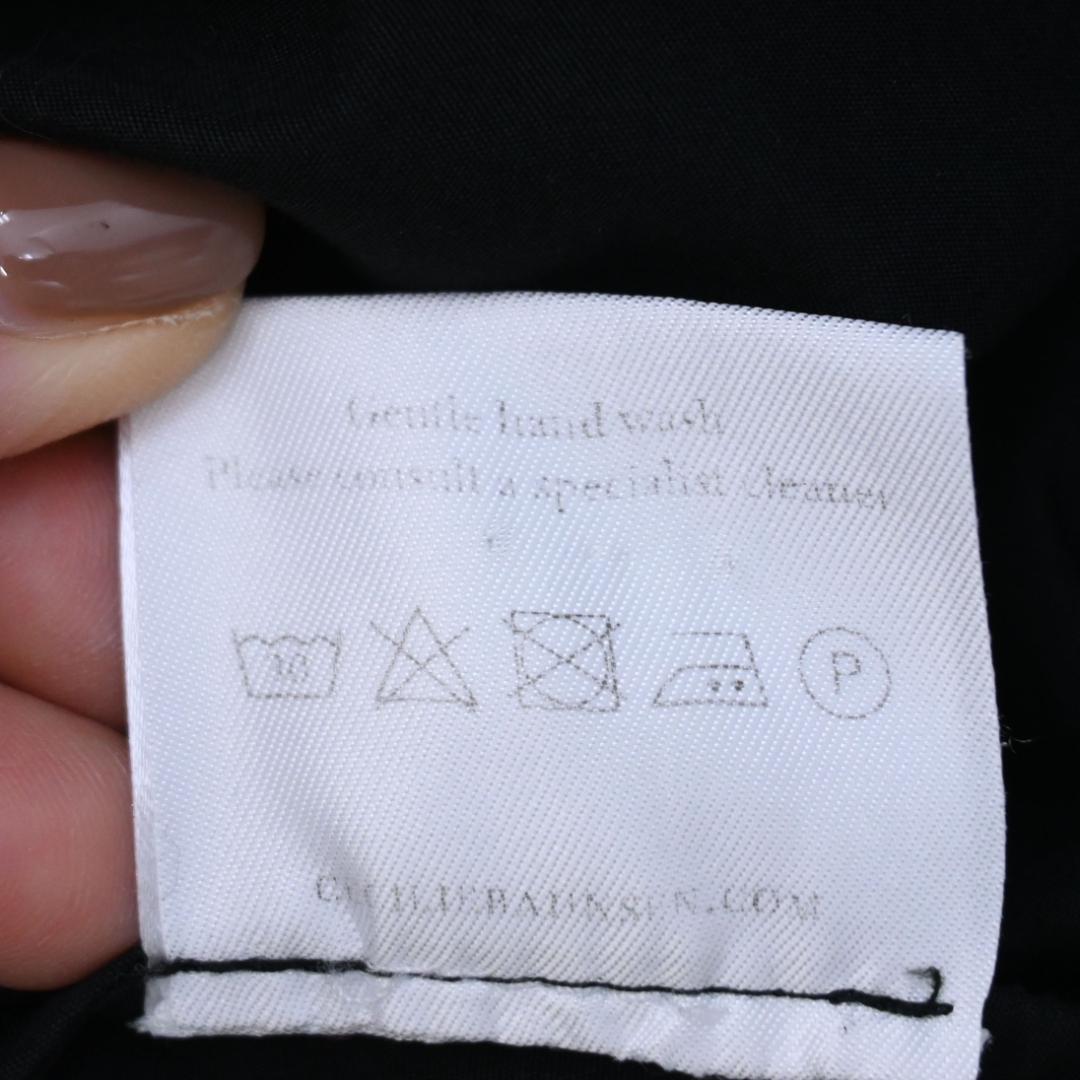 Gentle hand wash
Please consult a specialist cleaner
30 P
CECILIEBAHNSEN.COM